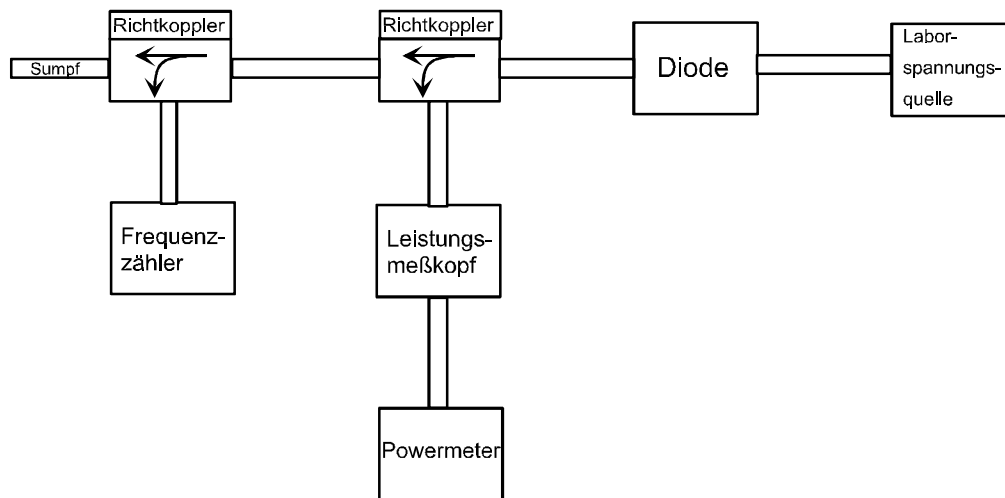 Richtkoppler
Richtkoppler
Sumpf
Diode
Labor-
spannungs-
quelle
Frequenz-
zähler
Leistungs-
meßkopf
Powermeter